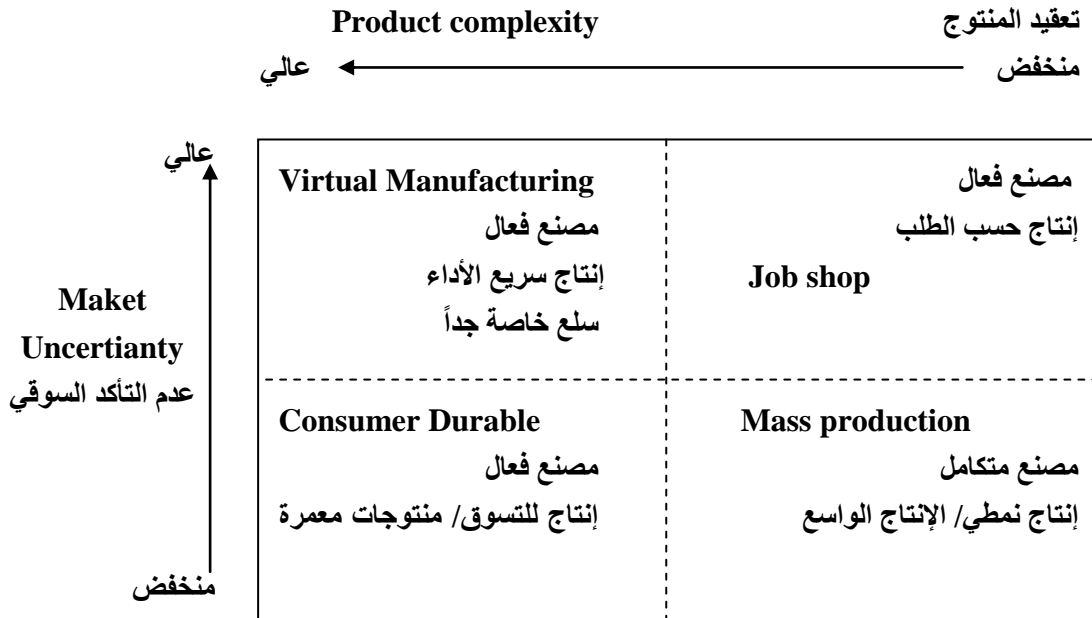 Product complexity تعقيد المنتوج
منخفض عالي
عالي
Virtual Manufacturing
مصنع فعال
إنتاج سريع الأداء
سلع خاصة جداً
مصنع فعال
إنتاج حسب الطلب
Job shop
Maket
Uncertianty
عدم التأكد السوقي
Consumer Durable
مصنع فعال
إنتاج للتسوق/ منتوجات معمرة
Mass production
مصنع متكامل
إنتاج نمطي/ الإنتاج الواسع
منخفض